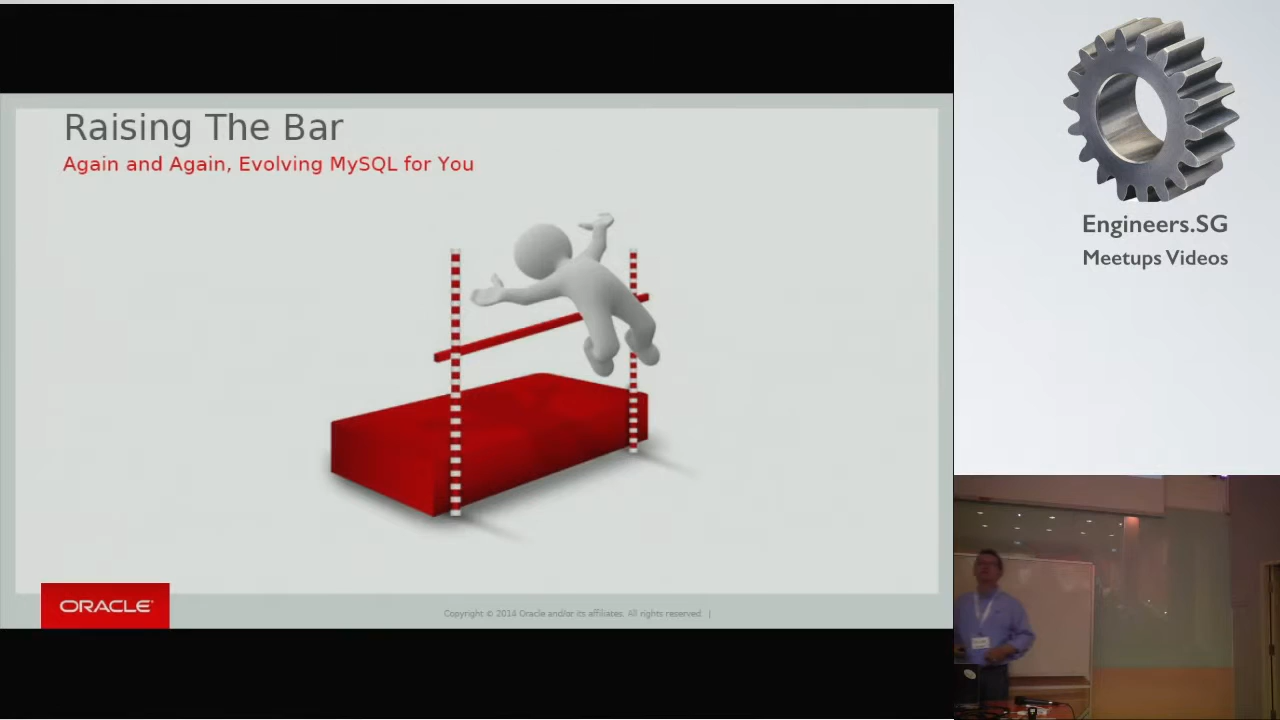 Raising The Bar
Again and Again, Evolving MySQL for You
ORACLE
Copyright © 2014 Oracle and/or its affiliates. All rights reserved. |
Engineers.SG
Meetups Videos